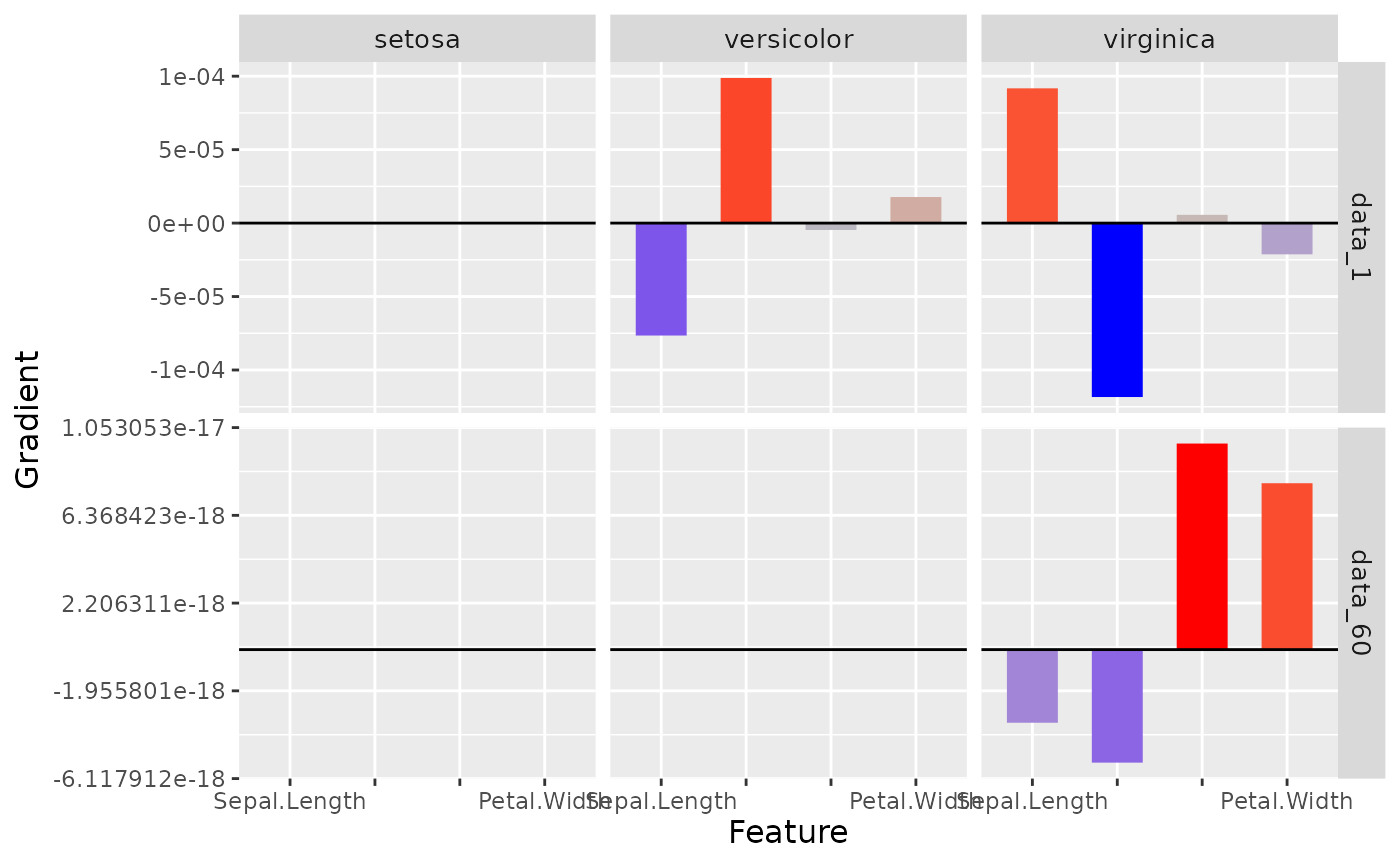 setosa
versicolor
virginica
1e-04
5e-05
0e+00
-5e-05
-1e-04
data_1
Gradient
1.053053e-17
6.368423e-18
2.206311e-18
-1.955801e-18
-6.117912e-18
data_60
Sepal.Length
Petal.Width
Sepal.Length
Petal.Width
Sepal.Length
Petal.Width
Feature